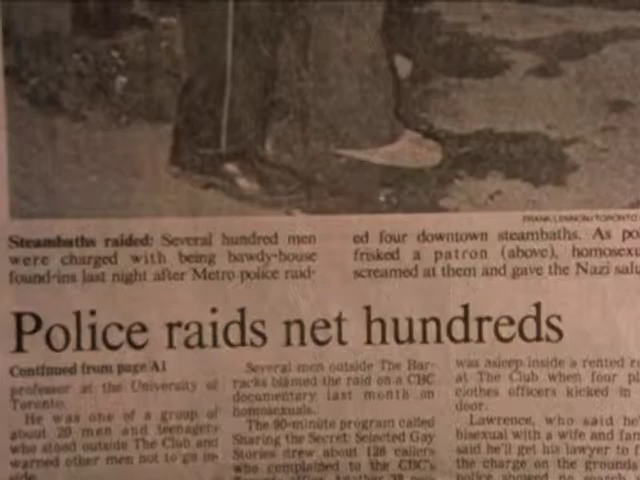 FRANK LENNON/TORONTO
Steambaths raided: Several hundred men
were charged with being bawdy-house
found-ins last night after Metro police raid-
ed four downtown steambaths. As po
frisked a patron (above), homosexu
screamed at them and gave the Nazi salu
Police raids net hundreds
Continued from page A1
professor at the University of
Toronto.
He was one of a group of
about 20 men and teenagers
who stood outside The Club and
warned other men not to go in-
side.
Several men outside The Bar-
racks blamed the raid on a CBC
documentary last month on
homosexuals.
The 90-minute program called
Sharing the Secret: Selected Gay
Stories drew about 126 callers
who complained to the CBC's
was asleep inside a rented r
at The Club when four pl
clothes officers kicked in
door.
Lawrence, who said he
bisexual with a wife and fam
said he'll get his lawyer to f
the charge on the grounds
police showed no search